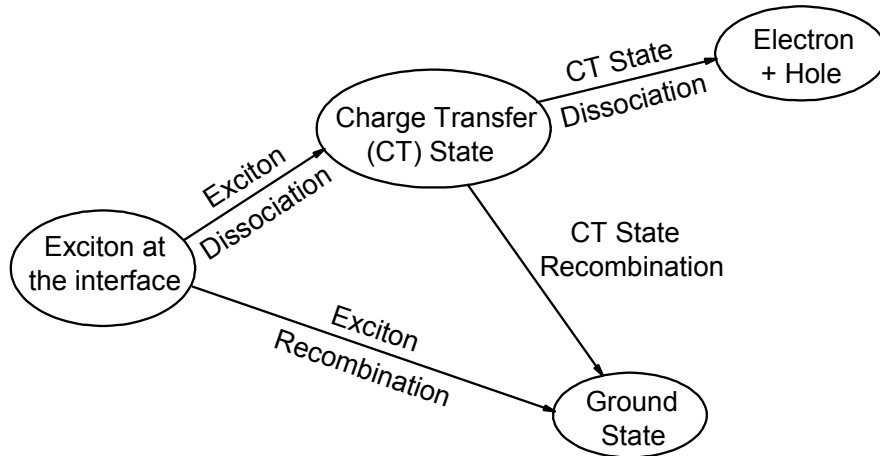 Electron
+ Hole
CT State
Dissociation
Charge Transfer
(CT) State
Exciton
Dissociation
Exciton at
the interface
CT State
Recombination
Exciton
Recombination
Ground
State